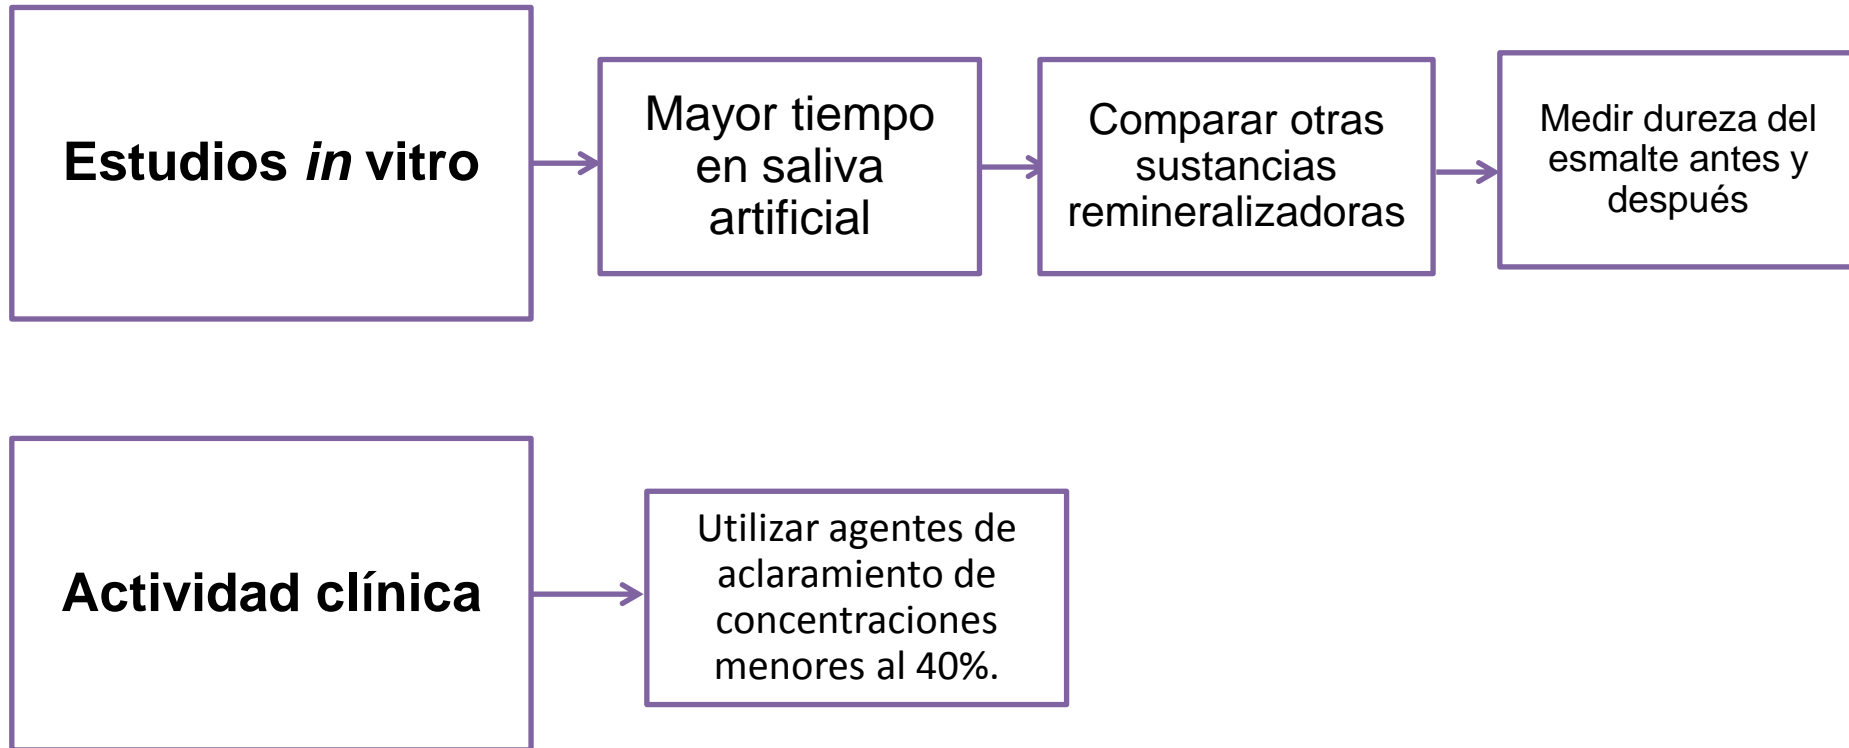 Estudios in vitro
Mayor tiempo
en saliva
artificial
Comparar otras
sustancias
remineralizadoras
Medir dureza del
esmalte antes y
después
Actividad clínica
Utilizar agentes de
aclaramiento de
concentraciones
menores al 40%.